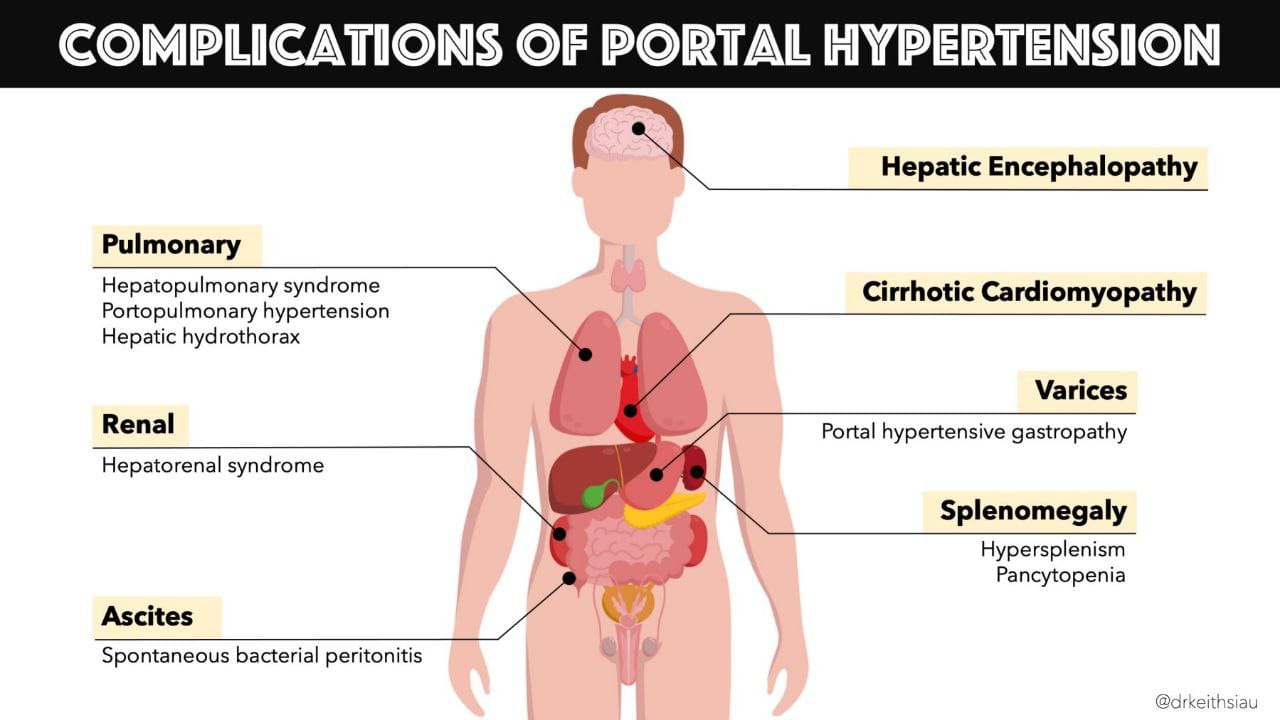 COMPLICATIONS OF PORTAL HYPERTENSION
Hepatic Encephalopathy
Pulmonary
Hepatopulmonary syndrome
Portopulmonary hypertension
Hepatic hydrothorax
Cirrhotic Cardiomyopathy
Varices
Portal hypertensive gastropathy
Renal
Hepatorenal syndrome
Splenomegaly
Hypersplenism
Pancytopenia
Ascites
Spontaneous bacterial peritonitis
@drkeithsiau